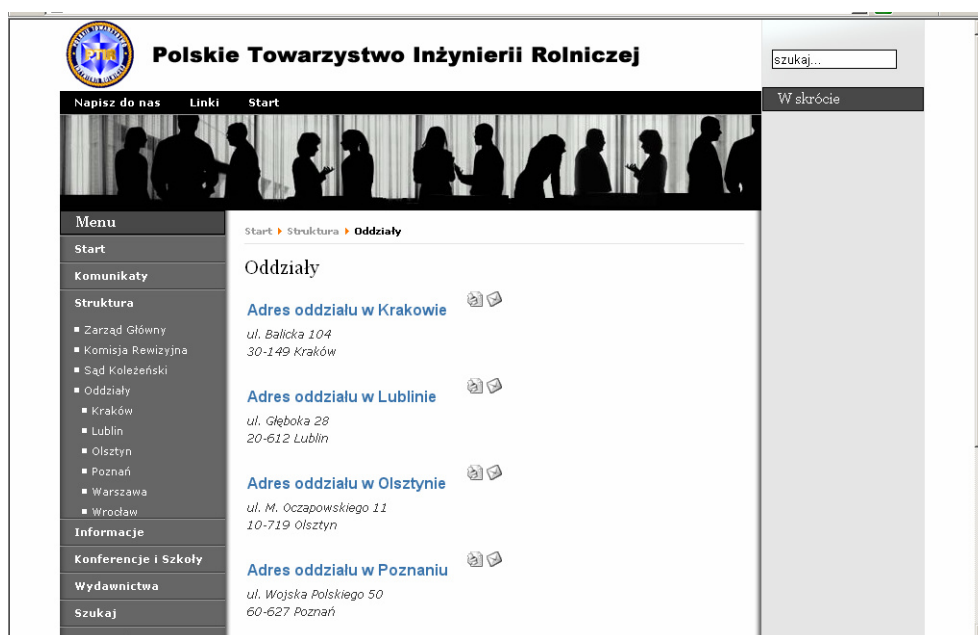 Polskie Towarzystwo Inżynierii Rolniczej
szukaj...
Napisz do nas Linki Start
W skrócie
Menu
Start
Komunikaty
Struktura
Zarząd Główny
Komisja Rewizyjna
Sąd Koleżeński
Oddziały
Kraków
Lublin
Olsztyn
Poznań
Warszawa
Wrocław
Informacje
Konferencje i Szkoły
Wydawnictwa
Szukaj
Start Struktura Oddziały
Oddziały
Adres oddziału w Krakowie
ul. Balicka 104
30-149 Kraków
Adres oddziału w Lublinie
ul. Głęboka 28
20-612 Lublin
Adres oddziału w Olsztynie
ul. M. Oczapowskiego 11
10-719 Olsztyn
Adres oddziału w Poznaniu
ul. Wojska Polskiego 50
60-627 Poznań